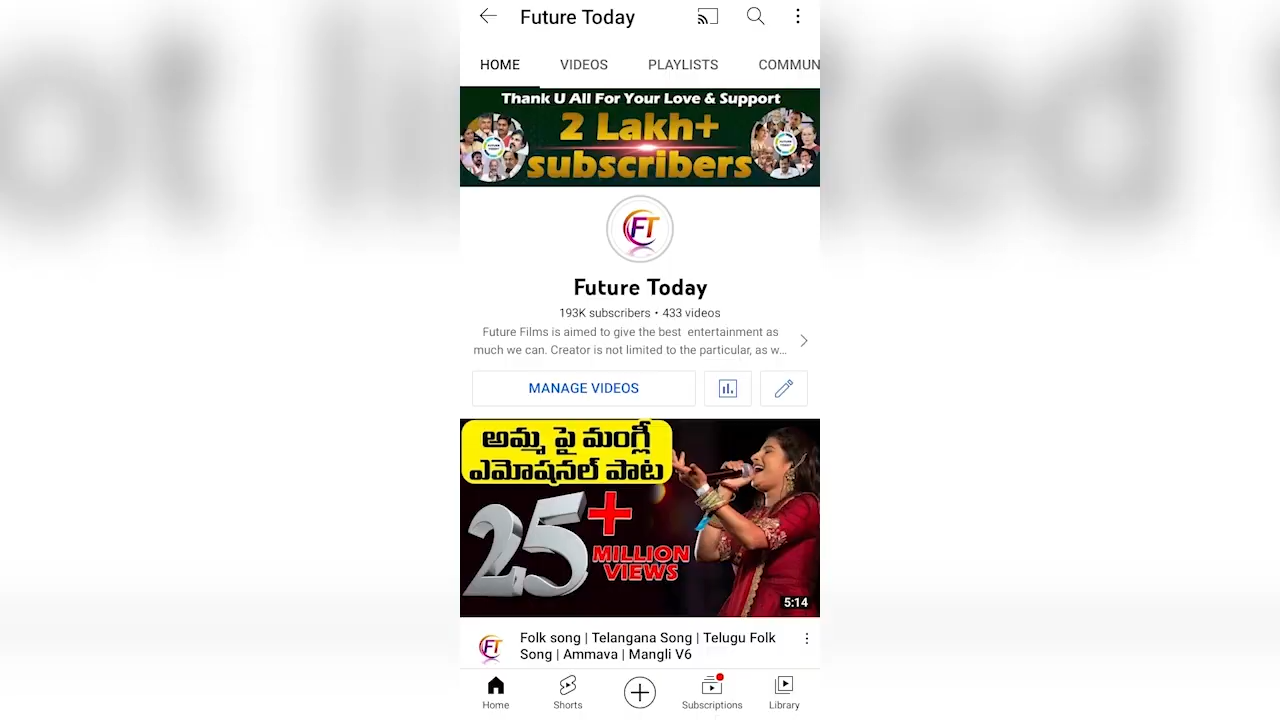 Future Today
HOME VIDEOS PLAYLISTS COMMUN
Thank U All For Your Love & Support
2 Lakh+
subscribers
FT
Future Today
193K subscribers • 433 videos
Future Films is aimed to give the best entertainment as
much we can. Creator is not limited to the particular, as w...
MANAGE VIDEOS
అమ్మ పై మంగ్లీ
ఎమోషనల్ పాట
25+
MILLION
VIEWS
5:14
FT
Folk song | Telangana Song | Telugu Folk
Song | Ammava | Mangli V6
Home Shorts Subscriptions Library